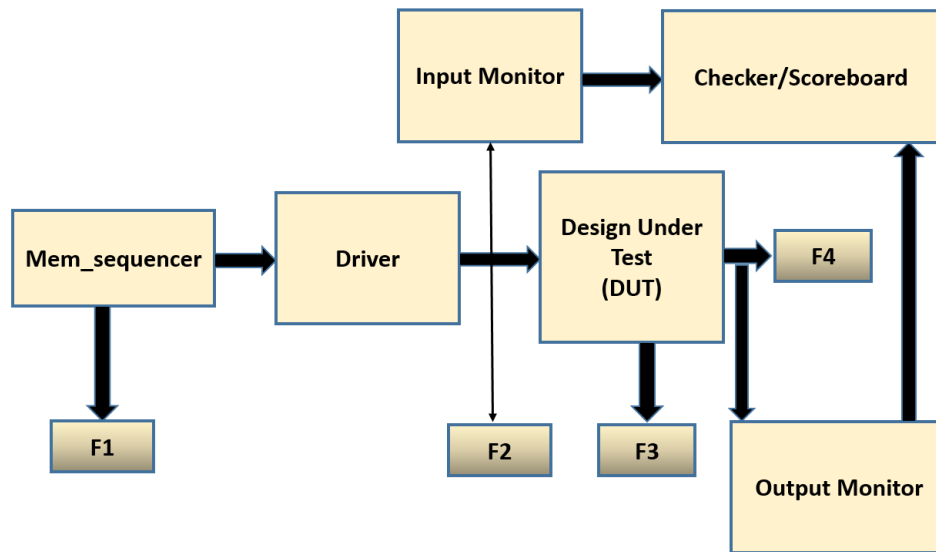 Input Monitor
Checker/Scoreboard
Mem_sequencer
Driver
Design Under
Test
(DUT)
F4
F1
F2
F3
Output Monitor